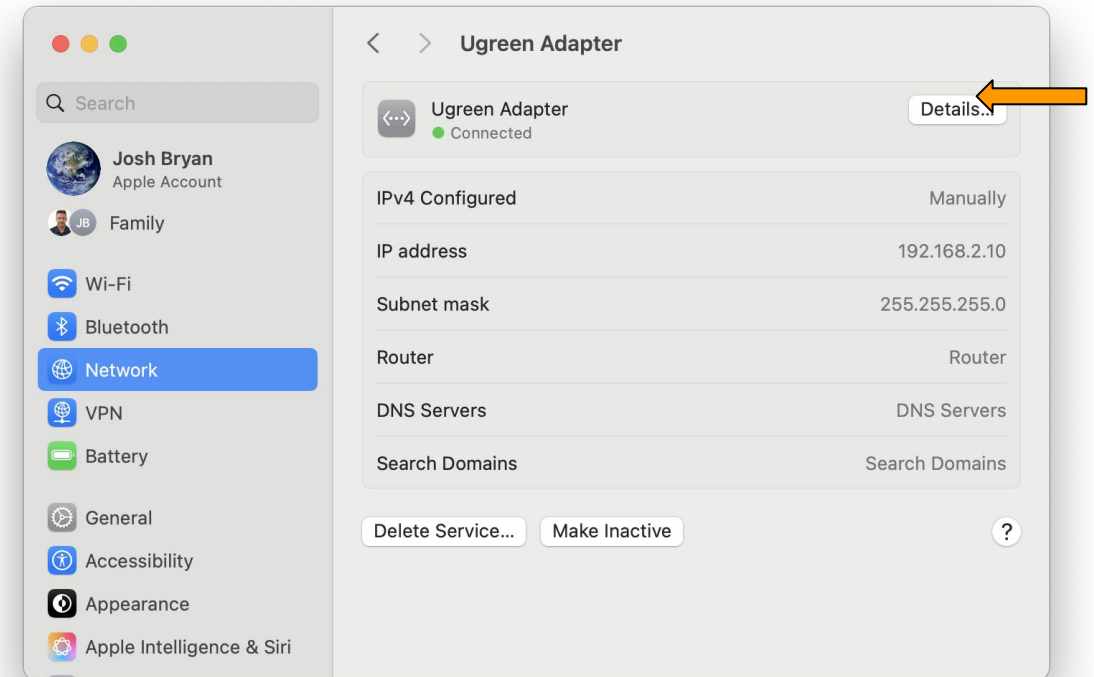 Ugreen Adapter
Search
Josh Bryan
Apple Account
JB
Family
Wi-Fi
Bluetooth
Network
VPN
Battery
General
Accessibility
Appearance
Apple Intelligence & Siri
Ugreen Adapter
Connected
Details...
IPv4 Configured
Manually
IP address
192.168.2.10
Subnet mask
255.255.255.0
Router
Router
DNS Servers
DNS Servers
Search Domains
Search Domains
Delete Service...
Make Inactive
?